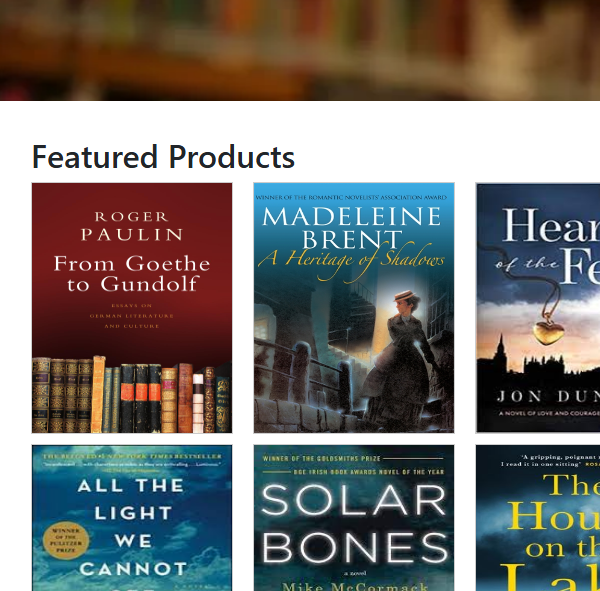 Featured Products
ROGER
PAULIN
From Goethe
to Gundolf
ESSAYS ON
GERMAN LITERATURE
AND CULTURE
WINNER OF THE ROMANTIC NOVELISTS' ASSOCIATION AWARD
MADELEINE
BRENT
A Heritage of Shadows
Hear
of the Fe
JON DUN
A NOVEL OF LOVE AND COURAGE
THE BELOVED #1 NEW YORK TIMES BESTSELLER
ALL THE
LIGHT
WE
CANNOT
WINNER
OF THE
PULITZER
PRIZE
WINNER OF THE GOLDSMITHS PRIZE
BGE IRISH BOOK AWARDS NOVEL OF THE YEAR
SOLAR
BONES
a novel
Mike McCormack
'A gripping, poignant
I read it in one sitting'
The
Hou
on th
Lak